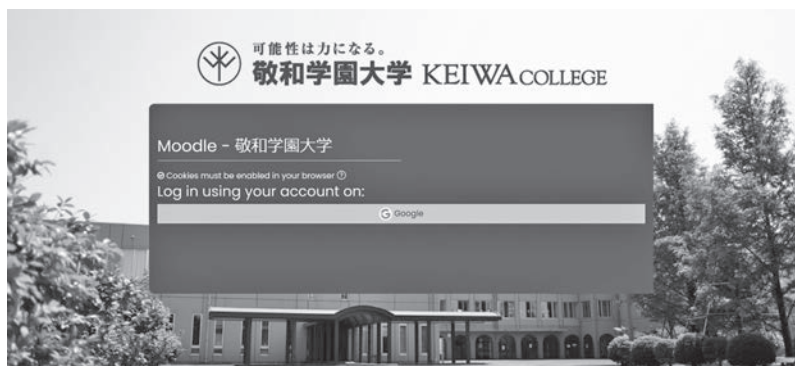 可能性は力になる。
敬和学園大学 KEIWA COLLEGE
Moodle - 敬和学園大学
Cookies must be enabled in your browser
Log in using your account on:
Google